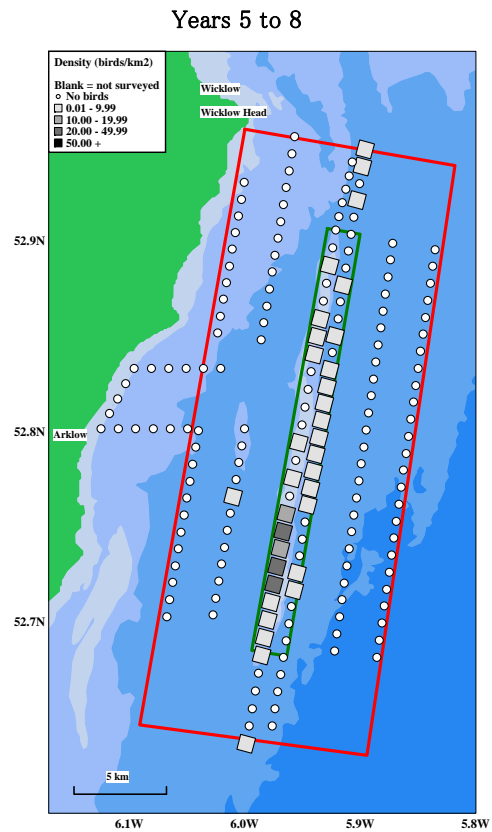 Years 5 to 8
Density (birds/km2)
Blank = not surveyed
No birds
0.01 - 9.99
10.00 - 19.99
20.00 - 49.99
50.00 +
Wicklow
Wicklow Head
52.9N
52.8N
Arklow
52.7N
5 km
6.1W
6.0W
5.9W
5.8W